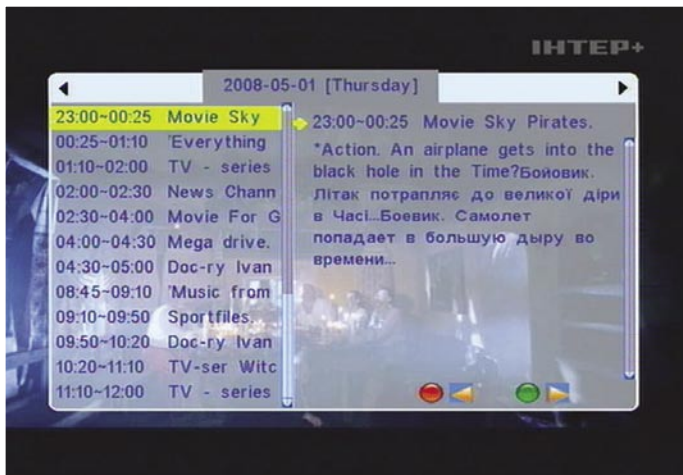 ІНТЕР+
2008-05-01 [Thursday]
23:00~00:25 Movie Sky
00:25~01:10 'Everything
01:10~02:00 TV - series
02:00~02:30 News Chann
02:30~04:00 Movie For G
04:00~04:30 Mega drive.
04:30~05:00 Doc-ry Ivan
08:45~09:10 'Music from
09:10~09:50 Sportfiles.
09:50~10:20 Doc-ry Ivan
10:20~11:10 TV-ser Witc
11:10~12:00 TV - series
23:00~00:25 Movie Sky Pirates.
*Action. An airplane gets into the
black hole in the Time?Бойовик.
Літак потрапляє до великої діри
в Часі...Боевик. Самолет
попадает в большую дыру во
времени...